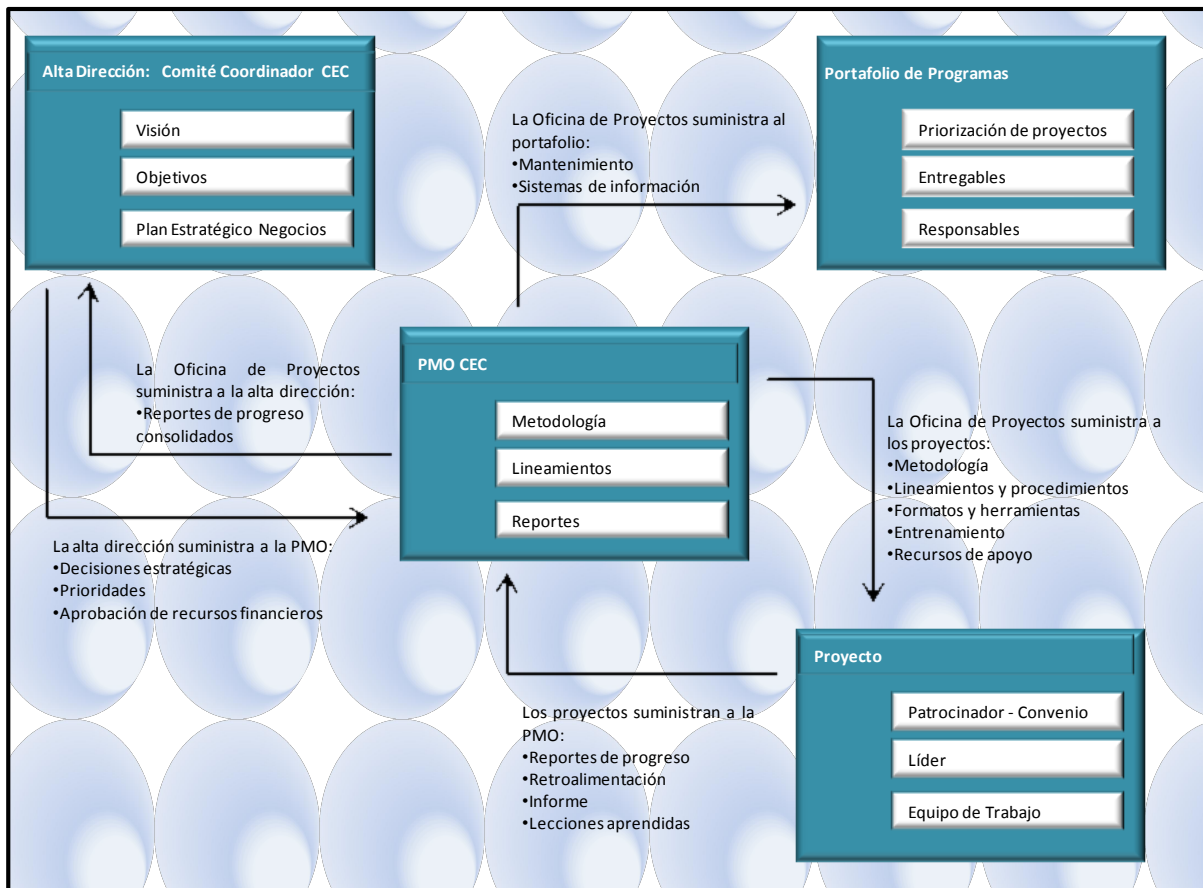 Alta Dirección: Comité Coordinador CEC
Visión
Objetivos
Plan Estratégico Negocios
La Oficina de Proyectos suministra al
portafolio:
•Mantenimiento
•Sistemas de información
Portafolio de Programas
Priorización de proyectos
Entregables
Responsables
La Oficina de Proyectos
suministra a la alta dirección:
•Reportes de progreso
consolidados
PMO CEC
Metodología
Lineamientos
Reportes
La Oficina de Proyectos suministra a
los proyectos:
•Metodología
•Lineamientos y procedimientos
•Formatos y herramientas
•Entrenamiento
•Recursos de apoyo
La alta dirección suministra a la PMO:
•Decisiones estratégicas
•Prioridades
•Aprobación de recursos financieros
Los proyectos suministran a la
PMO:
•Reportes de progreso
•Retroalimentación
•Informe
•Lecciones aprendidas
Proyecto
Patrocinador - Convenio
Líder
Equipo de Trabajo